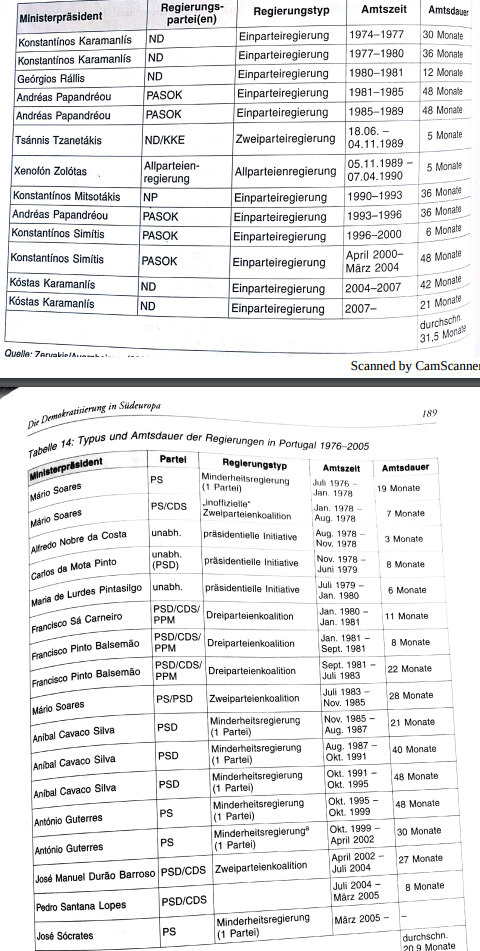 Ministerpräsident Regierungs-partei(en) Regierungstyp Amtszeit Amtsdauer
Konstantínos Karamanlís ND Einparteiregierung 1974–1977 30 Monate
Konstantínos Karamanlís ND Einparteiregierung 1977–1980 36 Monate
Geórgios Rállis ND Einparteiregierung 1980–1981 12 Monate
Andréas Papandréou PASOK Einparteiregierung 1981–1985 48 Monate
Andréas Papandréou PASOK Einparteiregierung 1985–1989 48 Monate
Tsánnis Tzanetákis ND/KKE Zweiparteiregierung 18.06. – 04.11.1989 5 Monate
Xenofón Zolótas Allparteien-regierung Allparteienregierung 05.11.1989 – 07.04.1990 5 Monate
Konstantínos Mitsotákis NP Einparteiregierung 1990–1993 36 Monate
Andréas Papandréou PASOK Einparteiregierung 1993–1996 36 Monate
Konstantínos Simítis PASOK Einparteiregierung 1996–2000 6 Monate
Konstantínos Simítis PASOK Einparteiregierung April 2000– März 2004 48 Monate
Kóstas Karamanlís ND Einparteiregierung 2004–2007 42 Monate
Kóstas Karamanlís ND Einparteiregierung 2007– 21 Monate
durchschn.
31,5 Monate
Quelle:
Scanned by CamScanner
Die Demokratisierung in Südeuropa 189
Tabelle 14: Typus und Amtsdauer der Regierungen in Portugal 1976–2005
Ministerpräsident Partei Regierungstyp Amtszeit Amtsdauer
Mário Soares PS Minderheitsregierung (1 Partei) Juli 1976 – Jan. 1978 19 Monate
Mário Soares PS/CDS „inoffizielle“ Zweiparteienkoalition Jan. 1978 – Aug. 1978 7 Monate
Alfredo Nobre da Costa unabh. präsidentielle Initiative Aug. 1978 – Nov. 1978 3 Monate
Carlos da Mota Pinto unabh. (PSD) präsidentielle Initiative Nov. 1978 – Juni 1979 8 Monate
Maria de Lurdes Pintasilgo unabh. präsidentielle Initiative Juli 1979 – Jan. 1980 6 Monate
Francisco Sá Carneiro PSD/CDS/PPM Dreiparteienkoalition Jan. 1980 – Jan. 1981 11 Monate
Francisco Pinto Balsemão PSD/CDS/PPM Dreiparteienkoalition Jan. 1981 – Sept. 1981 8 Monate
Francisco Pinto Balsemão PSD/CDS/PPM Dreiparteienkoalition Sept. 1981 – Juli 1983 22 Monate
Mário Soares PS/PSD Zweiparteienkoalition Juli 1983 – Nov. 1985 28 Monate
Aníbal Cavaco Silva PSD Minderheitsregierung (1 Partei) Nov. 1985 – Aug. 1987 21 Monate
Aníbal Cavaco Silva PSD Minderheitsregierung (1 Partei) Aug. 1987 – Okt. 1991 40 Monate
Aníbal Cavaco Silva PSD Minderheitsregierung (1 Partei) Okt. 1991 – Okt. 1995 48 Monate
António Guterres PS Minderheitsregierung (1 Partei) Okt. 1995 – Okt. 1999 48 Monate
António Guterres PS Minderheitsregierungª (1 Partei) Okt. 1999 – April 2002 30 Monate
José Manuel Durão Barroso PSD/CDS Zweiparteienkoalition April 2002 – Juli 2004 27 Monate
Pedro Santana Lopes PSD/CDS Juli 2004 – März 2005 8 Monate
José Sócrates PS Minderheitsregierung (1 Partei) März 2005 – –
durchschn.
20,9 Monate